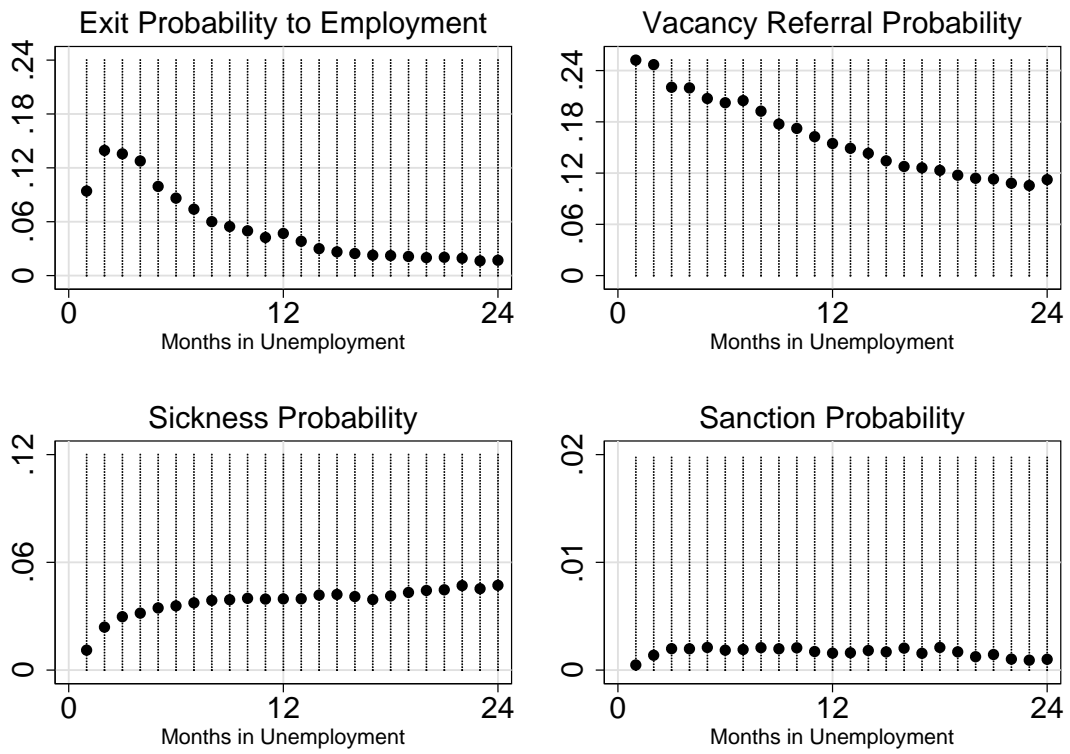 Exit Probability to Employment
.24
.18
.12
.06
0
0 12 24
Months in Unemployment
Vacancy Referral Probability
.24
.18
.12
.06
0
0 12 24
Months in Unemployment
Sickness Probability
.12
.06
0
0 12 24
Months in Unemployment
Sanction Probability
.02
.01
0
0 12 24
Months in Unemployment